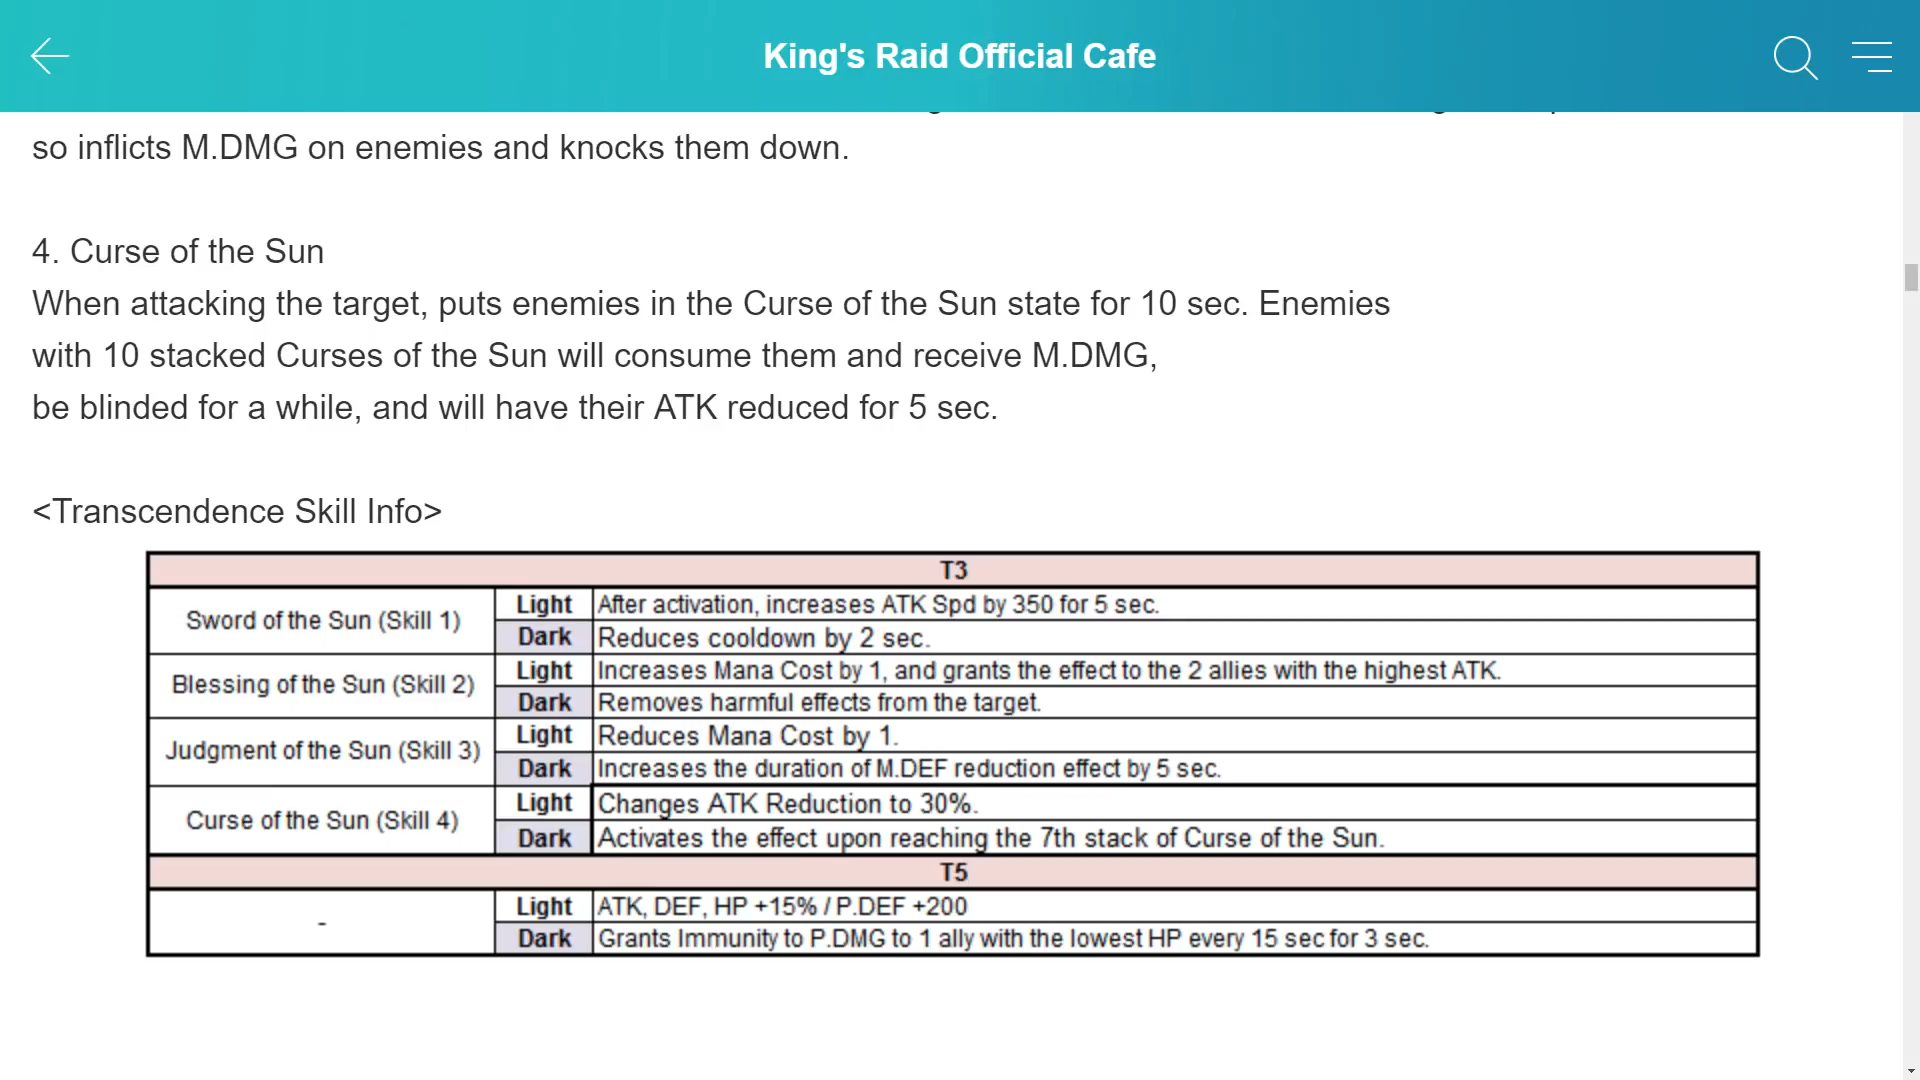 King's Raid Official Cafe
so inflicts M.DMG on enemies and knocks them down.
4. Curse of the Sun
When attacking the target, puts enemies in the Curse of the Sun state for 10 sec. Enemies
with 10 stacked Curses of the Sun will consume them and receive M.DMG,
be blinded for a while, and will have their ATK reduced for 5 sec.
<Transcendence Skill Info>
T3
Sword of the Sun (Skill 1)
Light After activation, increases ATK Spd by 350 for 5 sec.
Dark Reduces cooldown by 2 sec.
Blessing of the Sun (Skill 2)
Light Increases Mana Cost by 1, and grants the effect to the 2 allies with the highest ATK.
Dark Removes harmful effects from the target.
Judgment of the Sun (Skill 3)
Light Reduces Mana Cost by 1.
Dark Increases the duration of M.DEF reduction effect by 5 sec.
Curse of the Sun (Skill 4)
Light Changes ATK Reduction to 30%.
Dark Activates the effect upon reaching the 7th stack of Curse of the Sun.
T5
-
Light ATK, DEF, HP +15% / P.DEF +200
Dark Grants Immunity to P.DMG to 1 ally with the lowest HP every 15 sec for 3 sec.